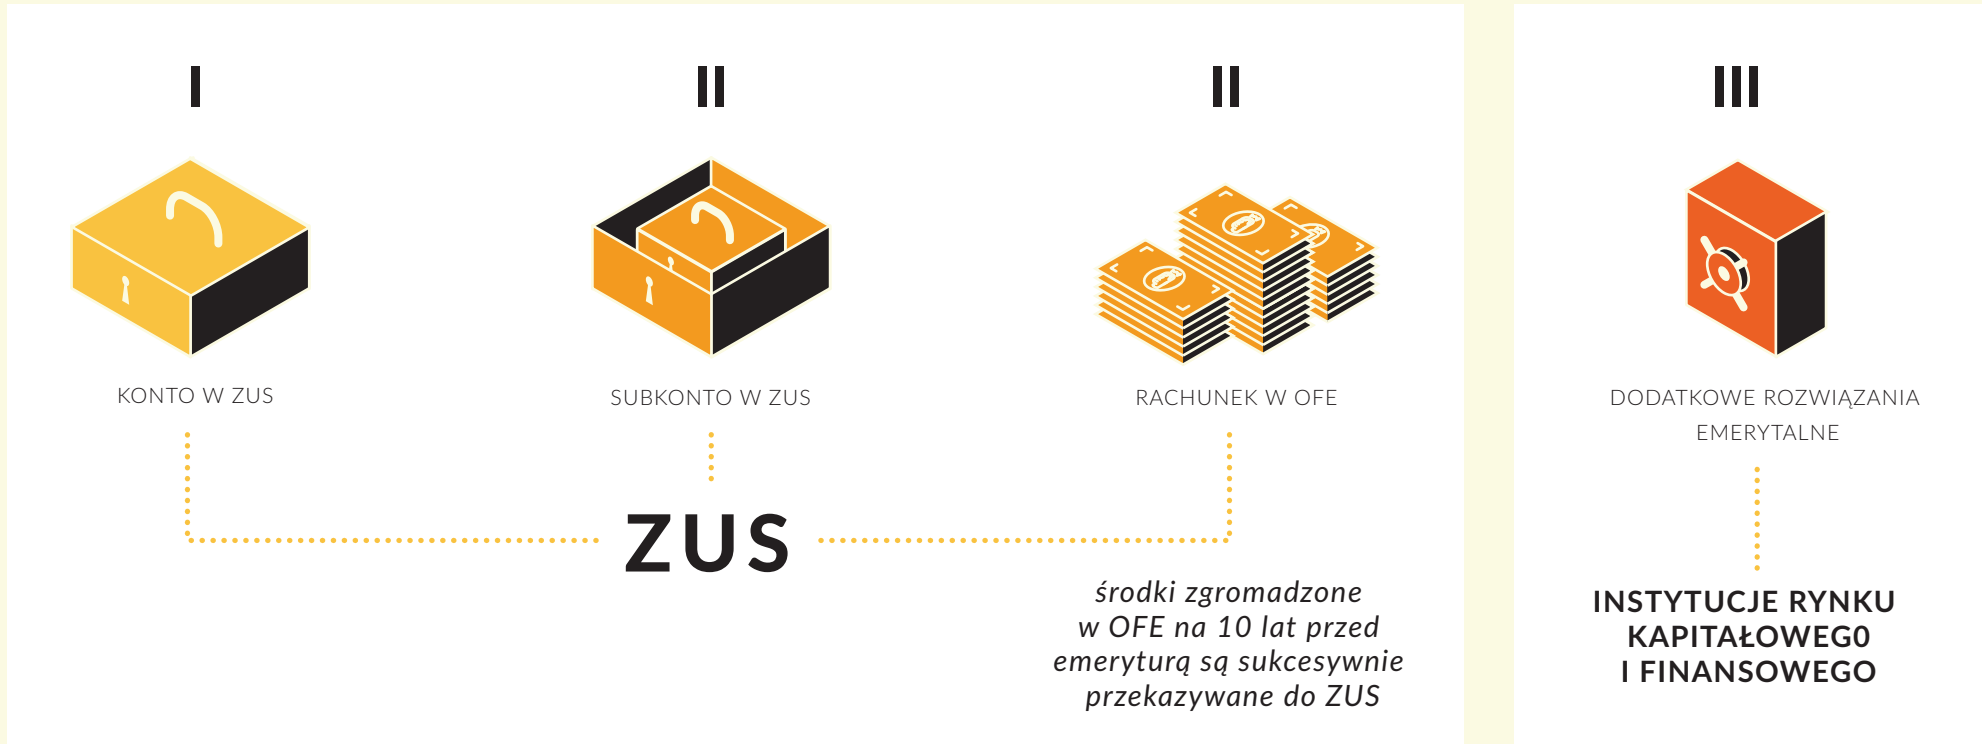 I
II
II
III
KONTO W ZUS
SUBKONTO W ZUS
RACHUNEK W OFE
DODATKOWE ROZWIĄZANIA
EMERYTALNE
ZUS
środki zgromadzone
w OFE na 10 lat przed
emeryturą są sukcesywnie
przekazywane do ZUS
INSTYTUCJE RYNKU
KAPITAŁOWEG0
I FINANSOWEGO